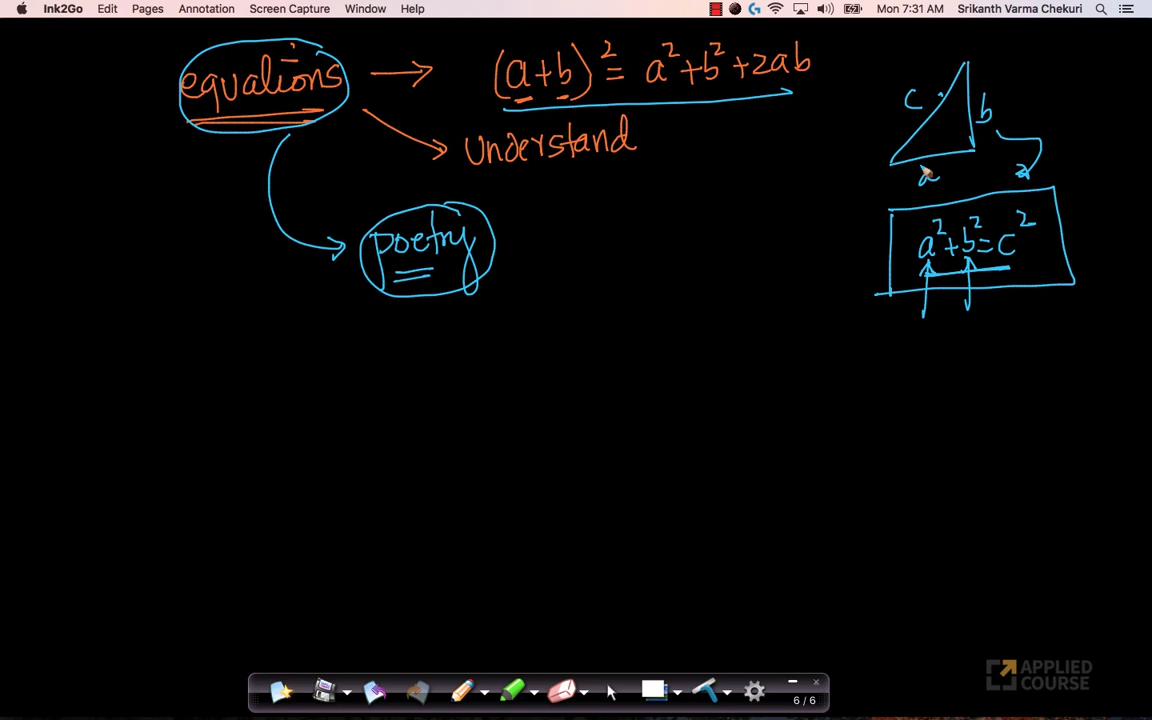 Ink2Go Edit Pages Annotation Screen Capture Window Help Mon 7:31 AM Srikanth Varma Chekuri
equations → (a+b)² = a²+b²+2ab
understand
poetry
c
b
a
a²+b²=c²
6/6
APPLIED
COURSE